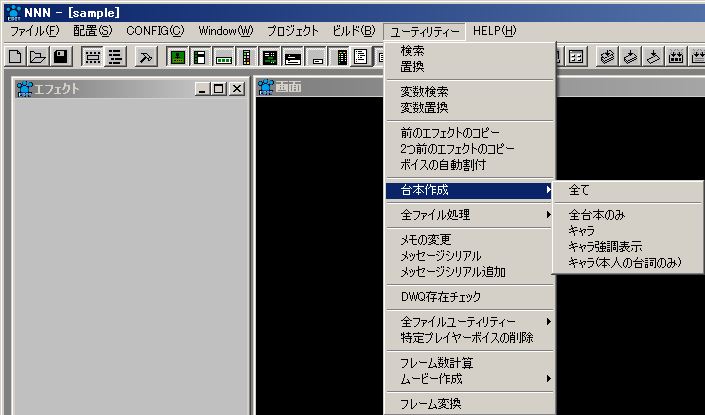 NNN - [sample]
ファイル(F) 配置(S) CONFIG(C) Window(W) プロジェクト ビルド(B) ユーティリティー HELP(H)
エフェクト
画面
検索
置換
変数検索
変数置換
前のエフェクトのコピー
2つ前のエフェクトのコピー
ボイスの自動割付
台本作成
全ファイル処理
メモの変更
メッセージシリアル
メッセージシリアル追加
DWQ存在チェック
全ファイルユーティリティー
特定プレイヤーボイスの削除
フレーム数計算
ムービー作成
フレーム変換
全て
全台本のみ
キャラ
キャラ強調表示
キャラ(本人の台詞のみ)